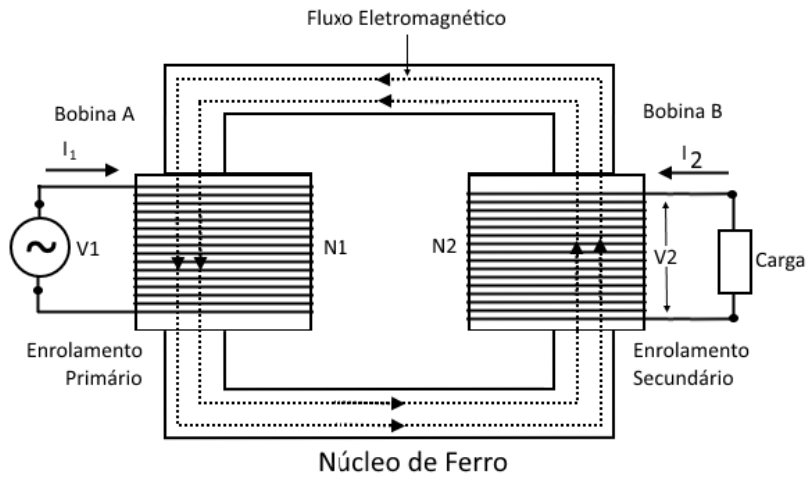 Fluxo Eletromagnético
Bobina A
Bobina B
I1
I2
V1
N1
N2
V2
Carga
Enrolamento
Primário
Enrolamento
Secundário
Núcleo de Ferro